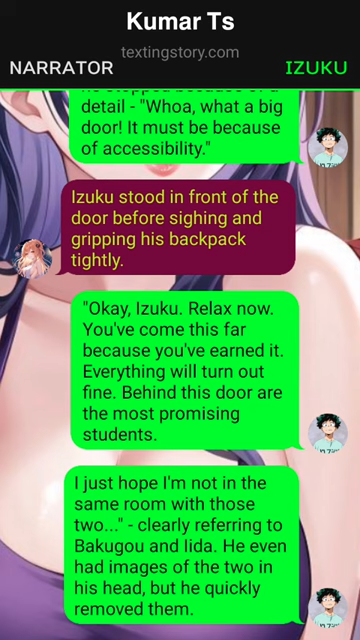 Kumar Ts
textingstory.com
NARRATOR
IZUKU
he stopped because of a
detail - "Whoa, what a big
door! It must be because
of accessibility."
Izuku stood in front of the
door before sighing and
gripping his backpack
tightly.
"Okay, Izuku. Relax now.
You've come this far
because you've earned it.
Everything will turn out
fine. Behind this door are
the most promising
students.
I just hope I'm not in the
same room with those
two..." - clearly referring to
Bakugou and Iida. He even
had images of the two in
his head, but he quickly
removed them.